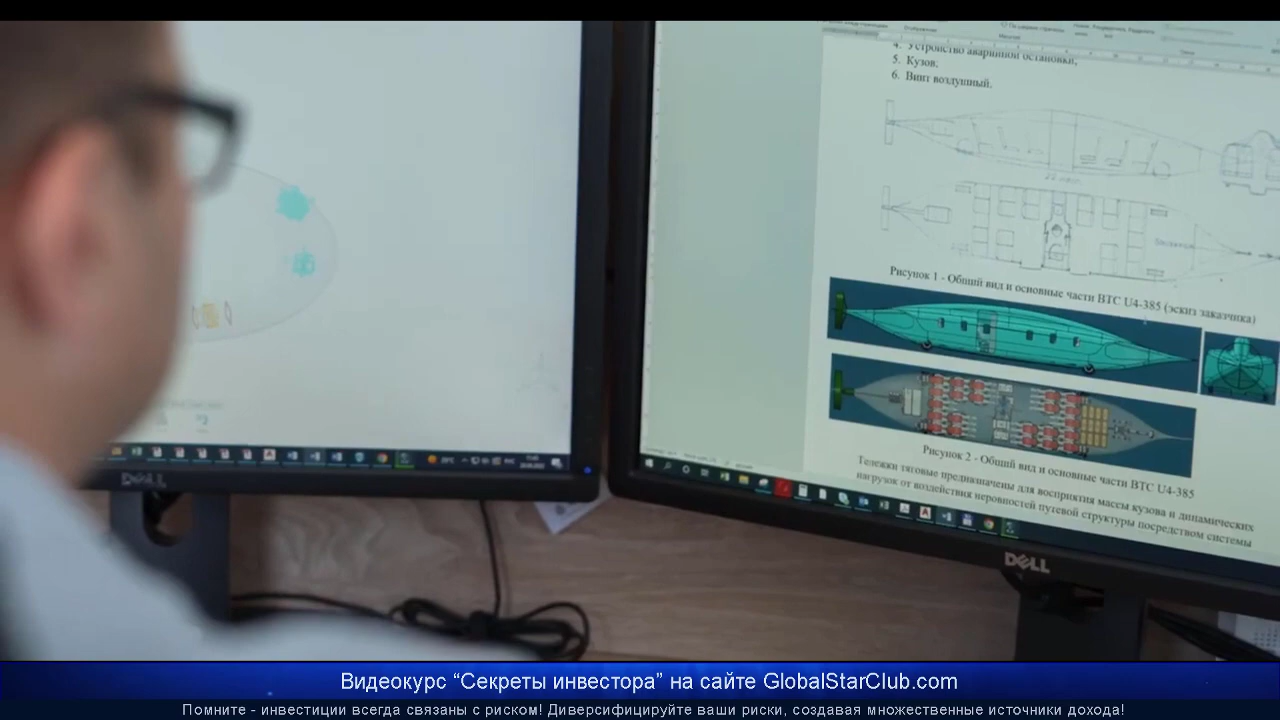 4. Устройство аварийной остановки;
5. Кузов;
6. Винт воздушный.
Рисунок 1 - Общий вид и основные части ВТС U4-385 (эскиз заказчика)
Рисунок 2 - Общий вид и основные части ВТС U4-385
Тележки тяговые предназначены для восприятия массы кузова и динамических
нагрузок от воздействия неровностей путевой структуры посредством системы
DELL
DELL
Видеокурс “Секреты инвестора” на сайте GlobalStarClub.com
Помните - инвестиции всегда связаны с риском! Диверсифицируйте ваши риски, создавая множественные источники дохода!